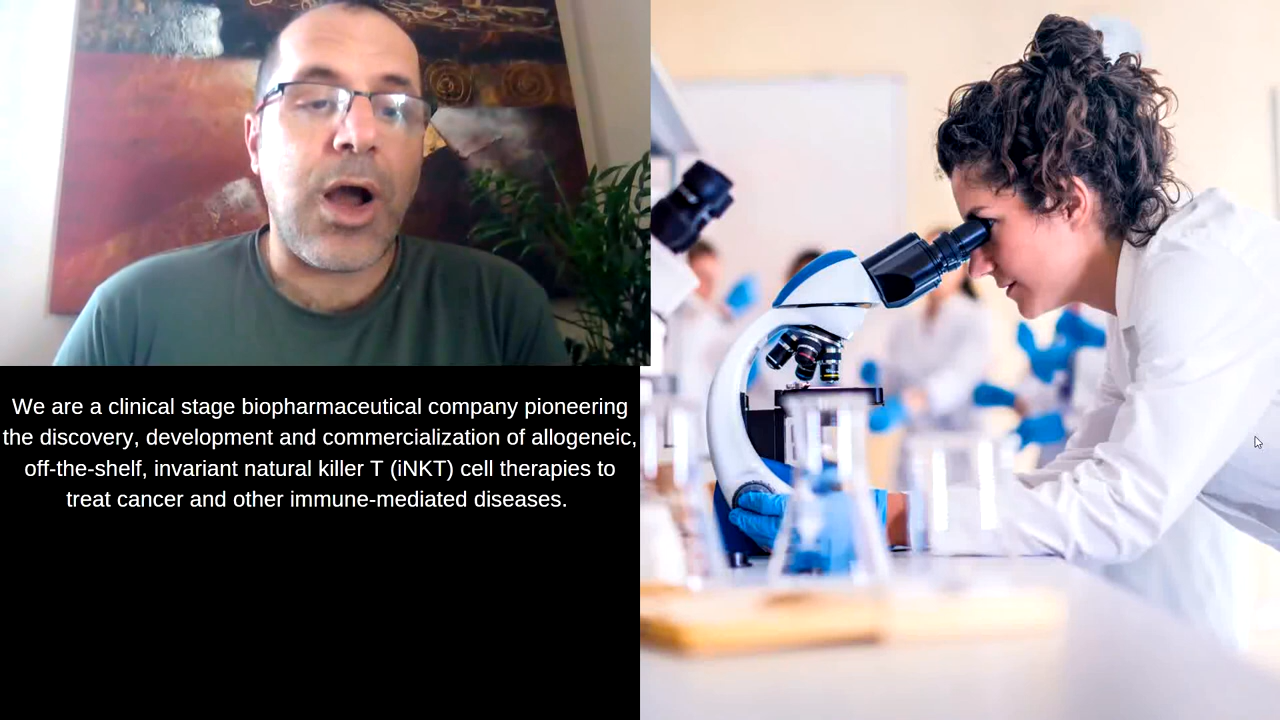 We are a clinical stage biopharmaceutical company pioneering
the discovery, development and commercialization of allogeneic,
off-the-shelf, invariant natural killer T (iNKT) cell therapies to
treat cancer and other immune-mediated diseases.